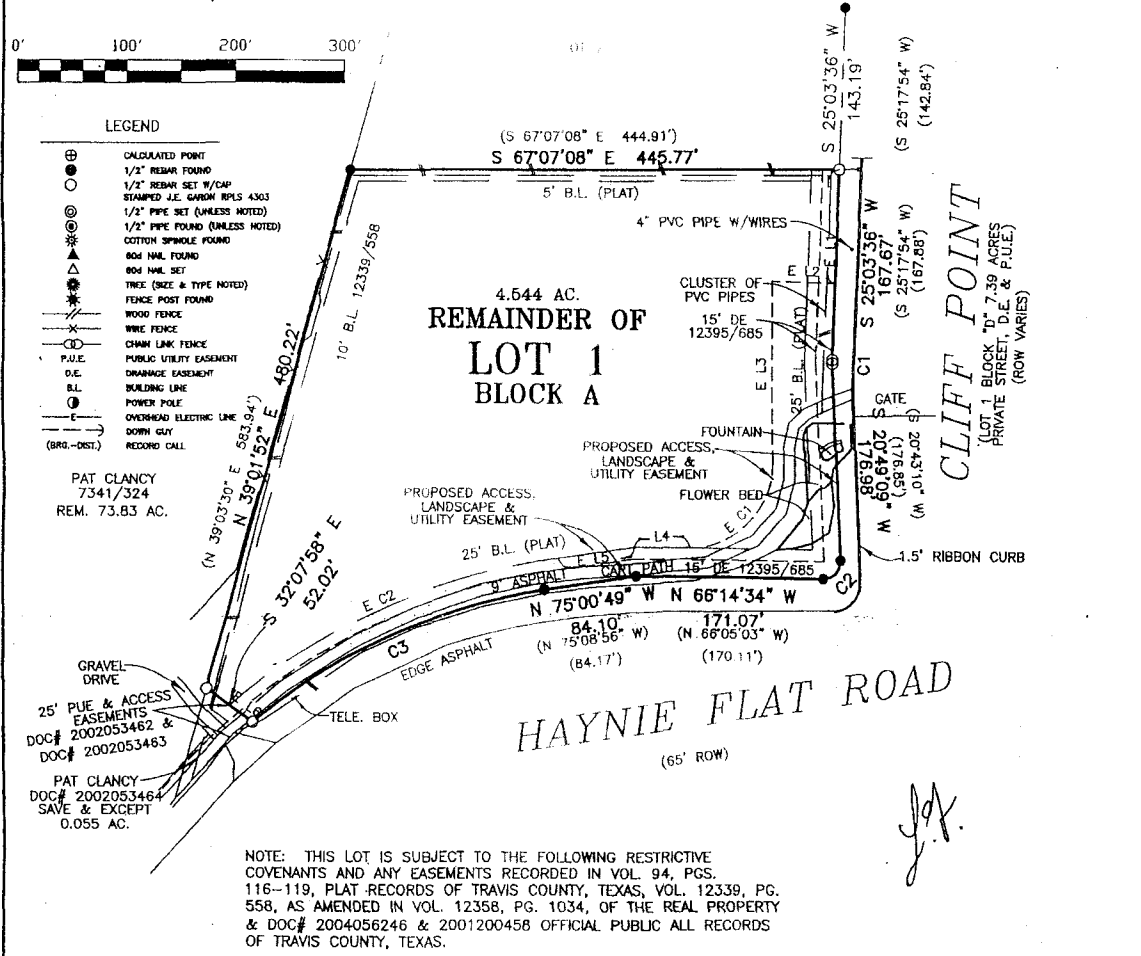 0' 100' 200' 300'
LEGEND
CALCULATED POINT
1/2" REBAR FOUND
1/2" REBAR SET W/CAP
STAMPED J.E. GARON RPLS 4303
1/2" PIPE SET (UNLESS NOTED)
1/2" PIPE FOUND (UNLESS NOTED)
COTTON SPINDLE FOUND
60d NAIL FOUND
60d NAIL SET
TREE (SIZE & TYPE NOTED)
FENCE POST FOUND
WOOD FENCE
WIRE FENCE
CHAIN LINK FENCE
P.U.E. PUBLIC UTILITY EASEMENT
D.E. DRAINAGE EASEMENT
B.L. BUILDING LINE
POWER POLE
E OVERHEAD ELECTRIC LINE
DOWN GUY
(BRG.-DIST.) RECORD CALL
PAT CLANCY
7341/324
REM. 73.83 AC.
(S 67°07'08" E 444.91')
S 67°07'08" E 445.77'
5' B.L. (PLAT)
S 25°03'36" W
143.19'
(S 25°17'54" W)
(142.84')
10' B.L. 12339/558
N 39°01'52" E 480.22'
(N 39°03'30" E 583.94')
4.544 AC.
REMAINDER OF
LOT 1
BLOCK A
4" PVC PIPE W/WIRES
CLUSTER OF
PVC PIPES
15' DE
12395/685
E L1
E L2
E L3
25' B.L. (PLAT)
S 25°03'36" W
167.67'
(S 25°17'54" W)
(167.88')
C1
CLIFF POINT
(LOT 1 BLOCK "D" 7.39 ACRES
PRIVATE STREET, D.E. & P.U.E.)
(ROW VARIES)
GATE
S 20°49'09" W
176.98'
(S 20°43'10" W)
(176.85')
FOUNTAIN
PROPOSED ACCESS,
LANDSCAPE &
UTILITY EASEMENT
FLOWER BED
PROPOSED ACCESS,
LANDSCAPE &
UTILITY EASEMENT
E C1
L4
25' B.L. (PLAT)
E L5
9' ASPHALT CART PATH 15' DE 12395/685
1.5' RIBBON CURB
C2
S 32°07'58" E
52.02'
E C2
C3
EDGE ASPHALT
N 75°00'49" W
84.10'
(N 75°08'56" W)
(84.17')
N 66°14'34" W
171.07'
(N 66°05'03" W)
(170.11')
GRAVEL
DRIVE
25' PUE & ACCESS
EASEMENTS
DOC# 2002053462 &
DOC# 2002053463
TELE. BOX
PAT CLANCY
DOC# 2002053464
SAVE & EXCEPT
0.055 AC.
HAYNIE FLAT ROAD
(65' ROW)
NOTE: THIS LOT IS SUBJECT TO THE FOLLOWING RESTRICTIVE
COVENANTS AND ANY EASEMENTS RECORDED IN VOL. 94, PGS.
116-119, PLAT RECORDS OF TRAVIS COUNTY, TEXAS, VOL. 12339, PG.
558, AS AMENDED IN VOL. 12358, PG. 1034, OF THE REAL PROPERTY
& DOC# 2004056246 & 2001200458 OFFICIAL PUBLIC ALL RECORDS
OF TRAVIS COUNTY, TEXAS.